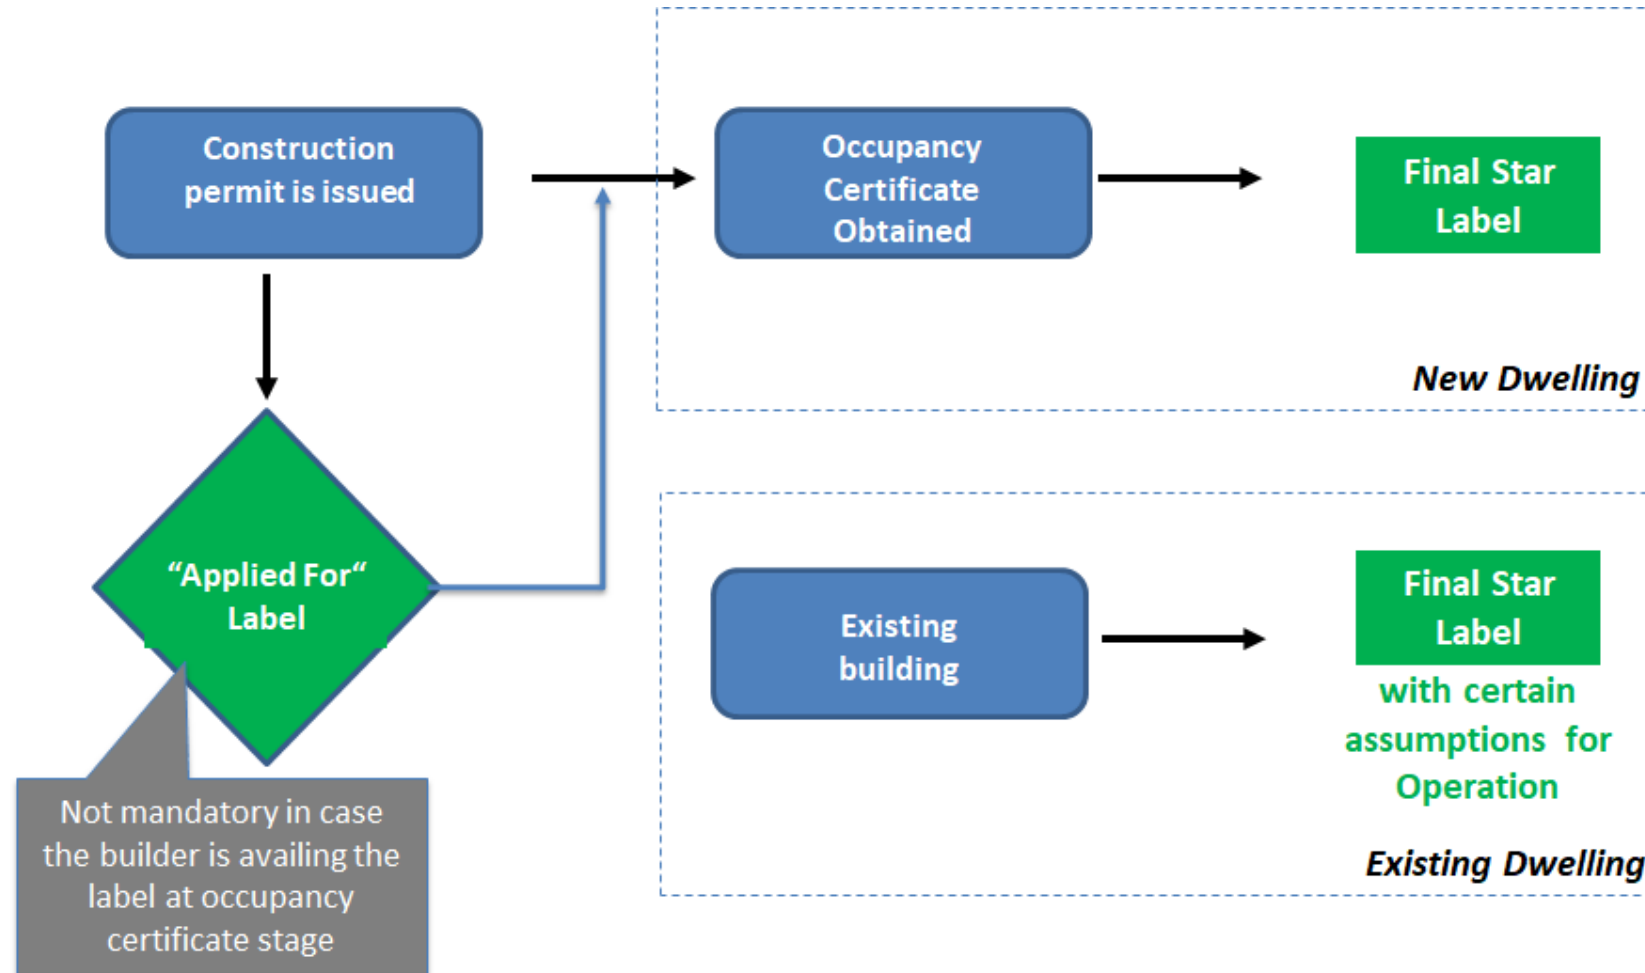 Construction
permit is issued
Occupancy
Certificate
Obtained
Final Star
Label
New Dwelling
“Applied For“
Label
Not mandatory in case
the builder is availing the
label at occupancy
certificate stage
Existing
building
Final Star
Label
with certain
assumptions for
Operation
Existing Dwelling